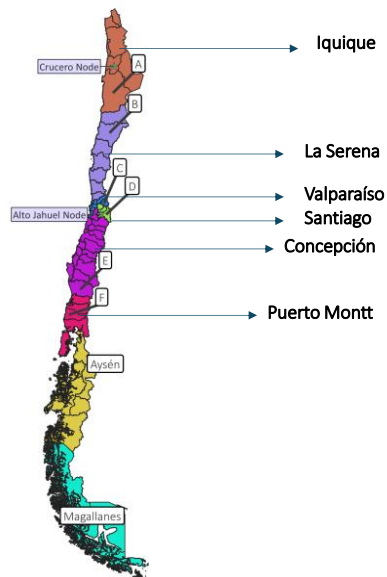 Iquique
Crucero Node
A
B
La Serena
C
D
Valparaíso
Alto Jahuel Node
Santiago
Concepción
E
F
Puerto Montt
Aysén
Magallanes